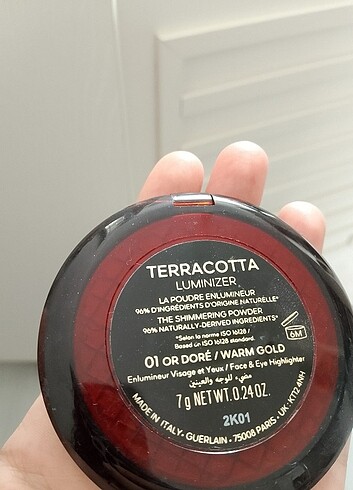 TERRACOTTA
LUMINIZER
LA POUDRE ENLUMINEUR
96% D'INGRÉDIENTS D'ORIGINE NATURELLE*
THE SHIMMERING POWDER
96% NATURALLY-DERIVED INGREDIENTS*
*Selon la norme ISO 16128 /
Based on ISO 16128 standard.
6M
01 OR DORÉ / WARM GOLD
Enlumineur Visage et Yeux / Face & Eye Highlighter
مضيء للوجه والعينين
7 g NET WT. 0.24 OZ.
MADE IN ITALY - GUERLAIN - 75008 PARIS - UK - KT12 4NH
2K01